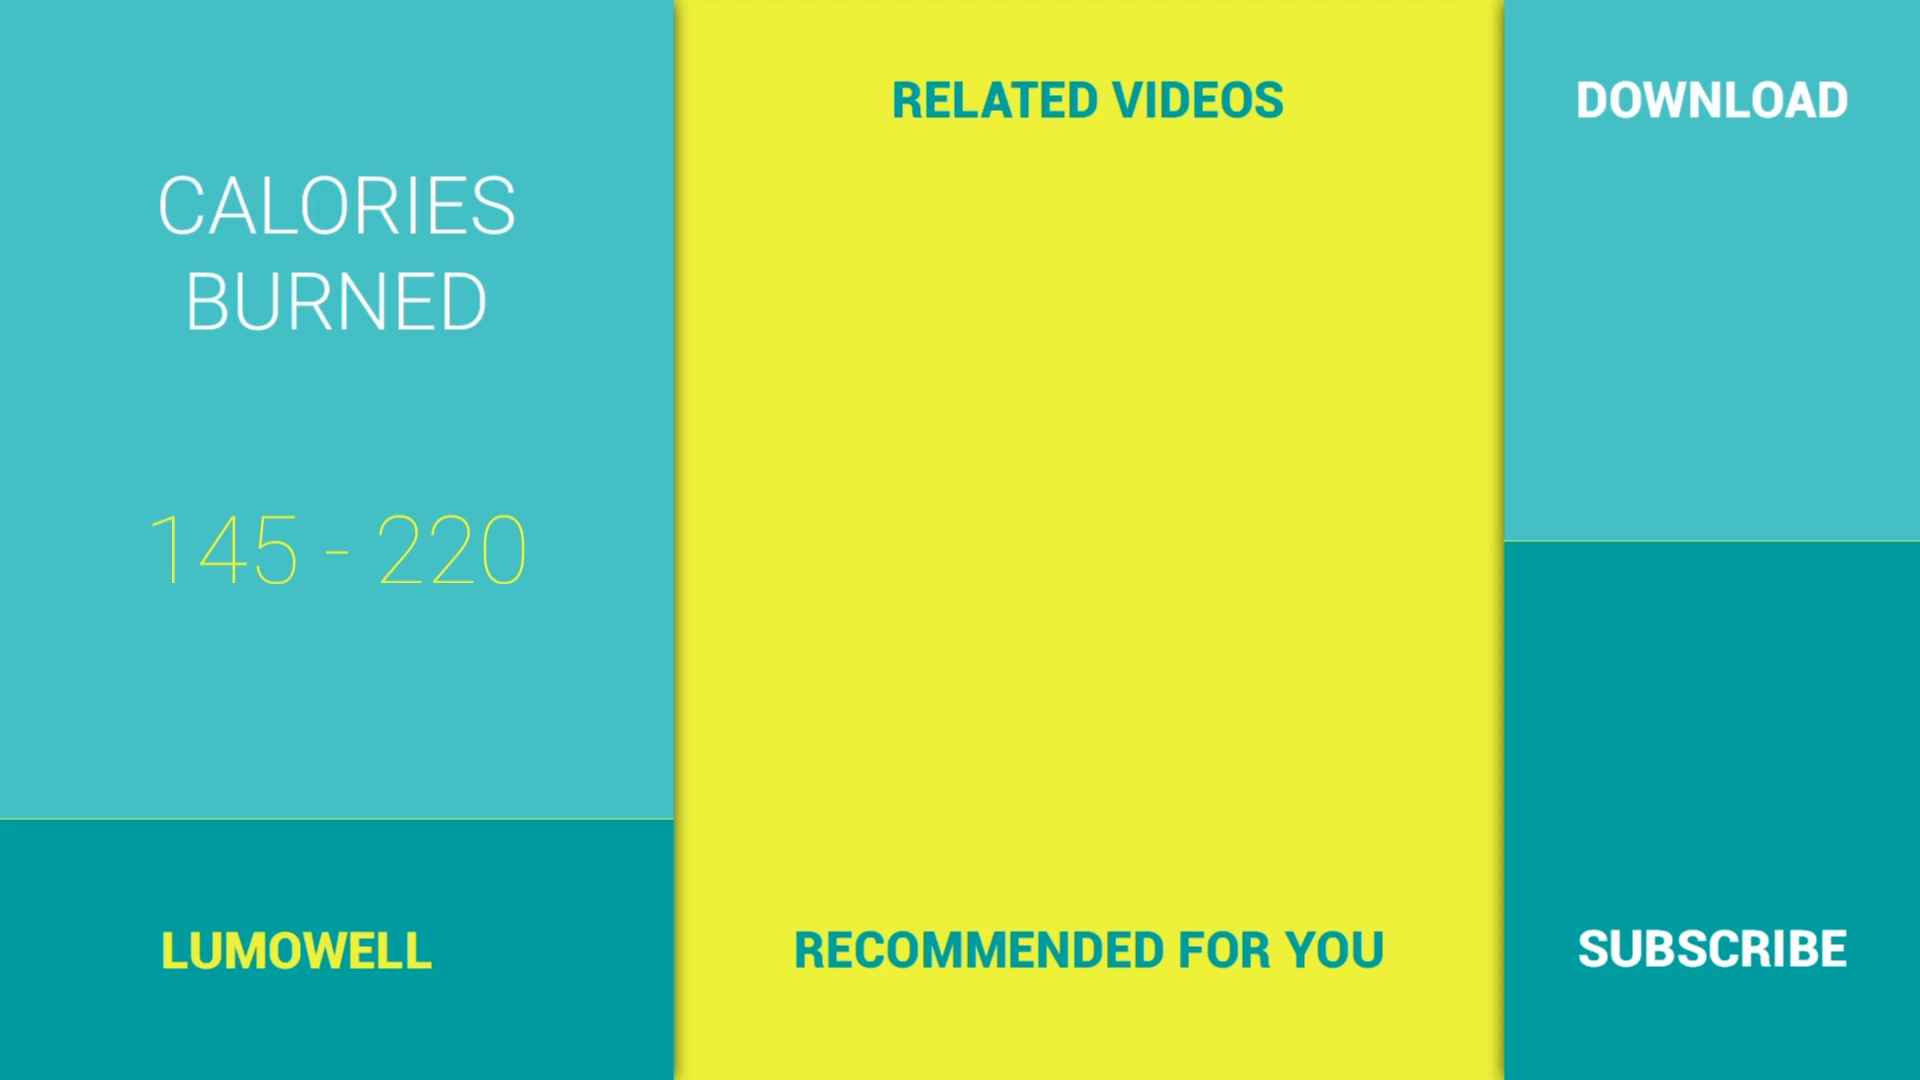 CALORIES
BURNED
145 - 220
LUMOWELL
RELATED VIDEOS
RECOMMENDED FOR YOU
DOWNLOAD
SUBSCRIBE